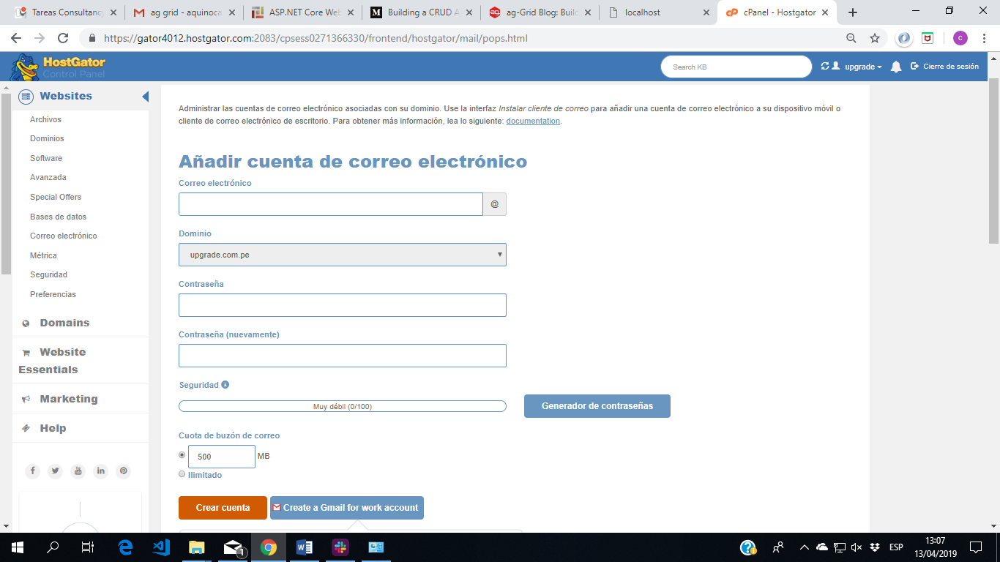 Tareas Consultancy
ag grid - aquinoca
ASP.NET Core Web
Building a CRUD A
ag-Grid Blog: Build
localhost
cPanel - Hostgator
https://gator4012.hostgator.com:2083/cpsess0271366330/frontend/hostgator/mail/pops.html
c
HostGator
Control Panel
Search KB
upgrade
Cierre de sesión
Websites
Archivos
Dominios
Software
Avanzada
Special Offers
Bases de datos
Correo electrónico
Métrica
Seguridad
Preferencias
Domains
Website
Essentials
Marketing
Help
Administrar las cuentas de correo electrónico asociadas con su dominio. Use la interfaz Instalar cliente de correo para añadir una cuenta de correo electrónico a su dispositivo móvil o
cliente de correo electrónico de escritorio. Para obtener más información, lea lo siguiente: documentation.
Añadir cuenta de correo electrónico
Correo electrónico
@
Dominio
upgrade.com.pe
Contraseña
Contraseña (nuevamente)
Seguridad
Muy débil (0/100)
Generador de contraseñas
Cuota de buzón de correo
500 MB
Ilimitado
Crear cuenta
Create a Gmail for work account
1
ESP
13:07
13/04/2019